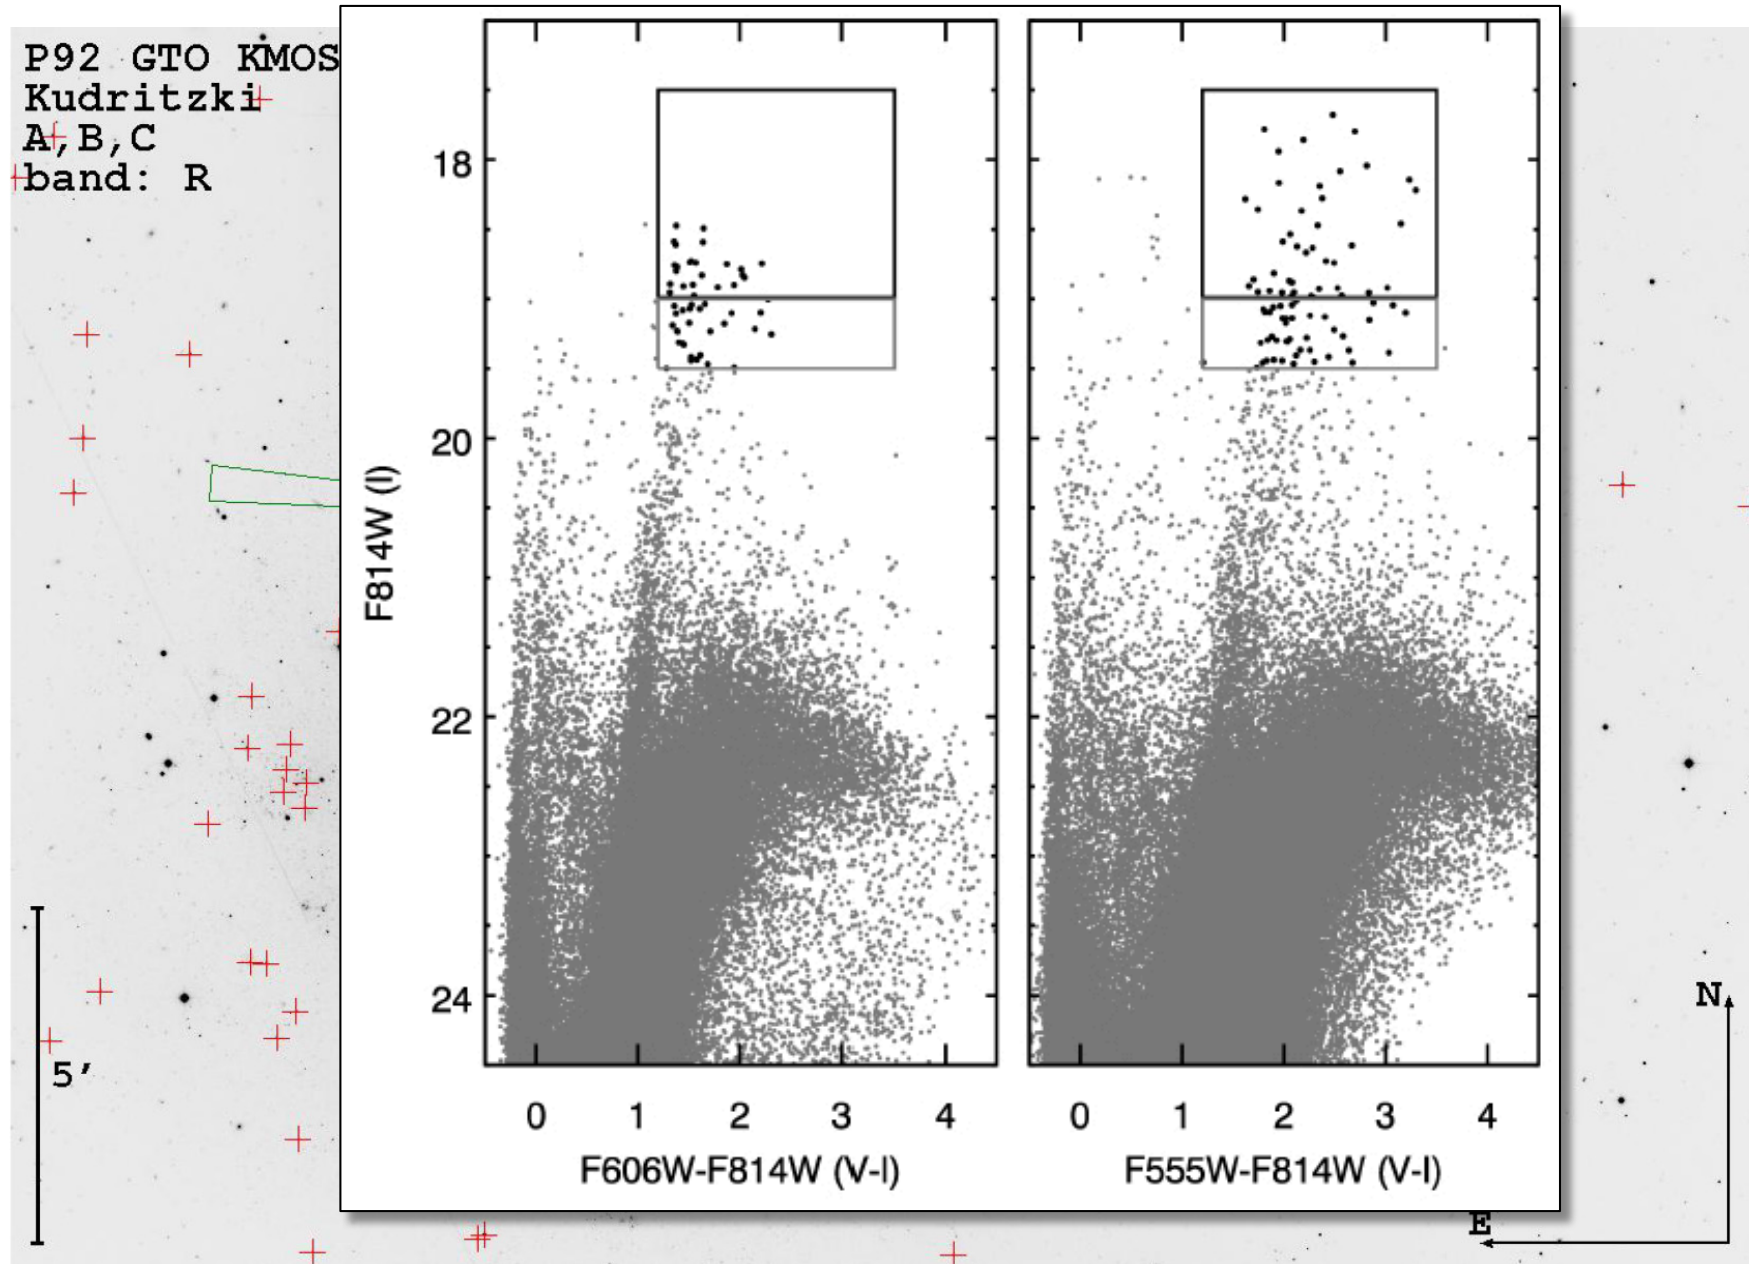 P92 GTO KMOS
Kudritzki
A,B,C
band: R
18
20
22
24
F814W (I)
0 1 2 3 4
F606W-F814W (V-I)
0 1 2 3 4
F555W-F814W (V-I)
5'
N
E